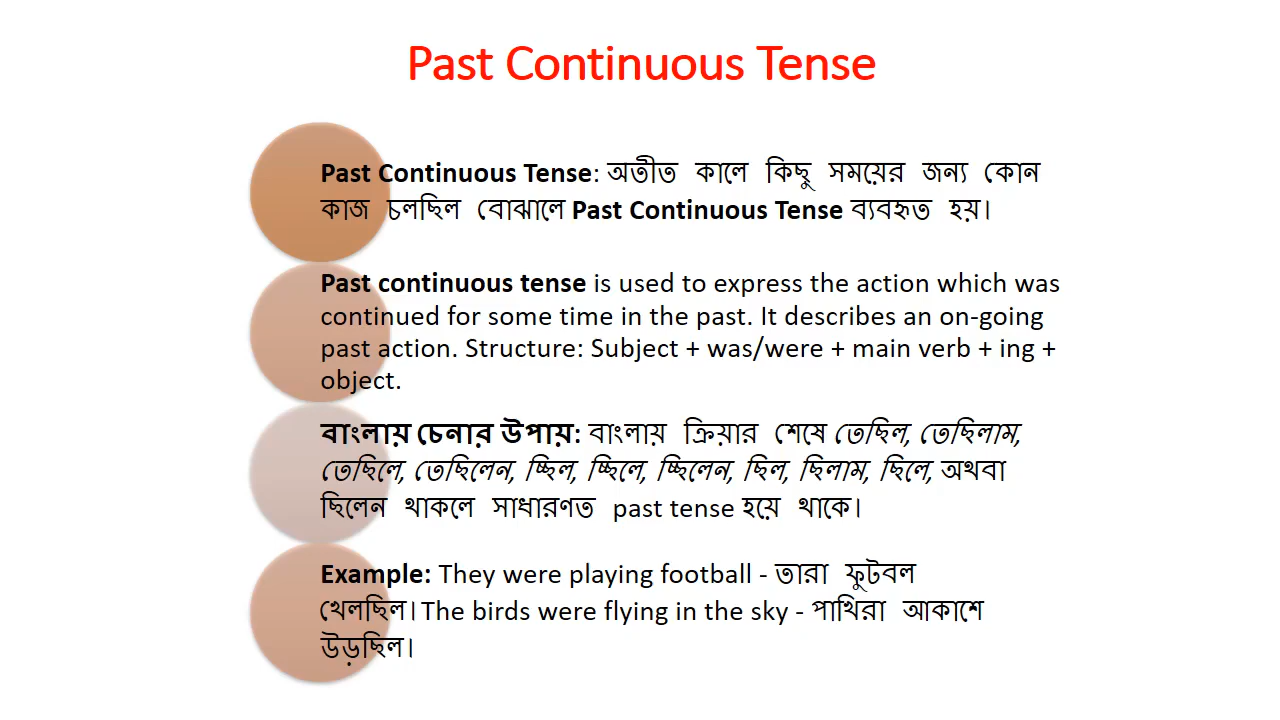 Past Continuous Tense
Past Continuous Tense: অতীত কালে কিছু সময়ের জন্য কোন
কাজ চলছিল বোঝালে Past Continuous Tense ব্যবহৃত হয়।
Past continuous tense is used to express the action which was
continued for some time in the past. It describes an on-going
past action. Structure: Subject + was/were + main verb + ing +
object.
বাংলায় চেনার উপায়: বাংলায় ক্রিয়ার শেষে তেছিল, তেছিলাম,
তেছিলে, তেছিলেন, চ্ছিল, চ্ছিলে, চ্ছিলেন, ছিল, ছিলাম, ছিলে, অথবা
ছিলেন থাকলে সাধারণত past tense হয়ে থাকে।
Example: They were playing football - তারা ফুটবল
খেলছিল। The birds were flying in the sky - পাখিরা আকাশে
উড়ছিল।